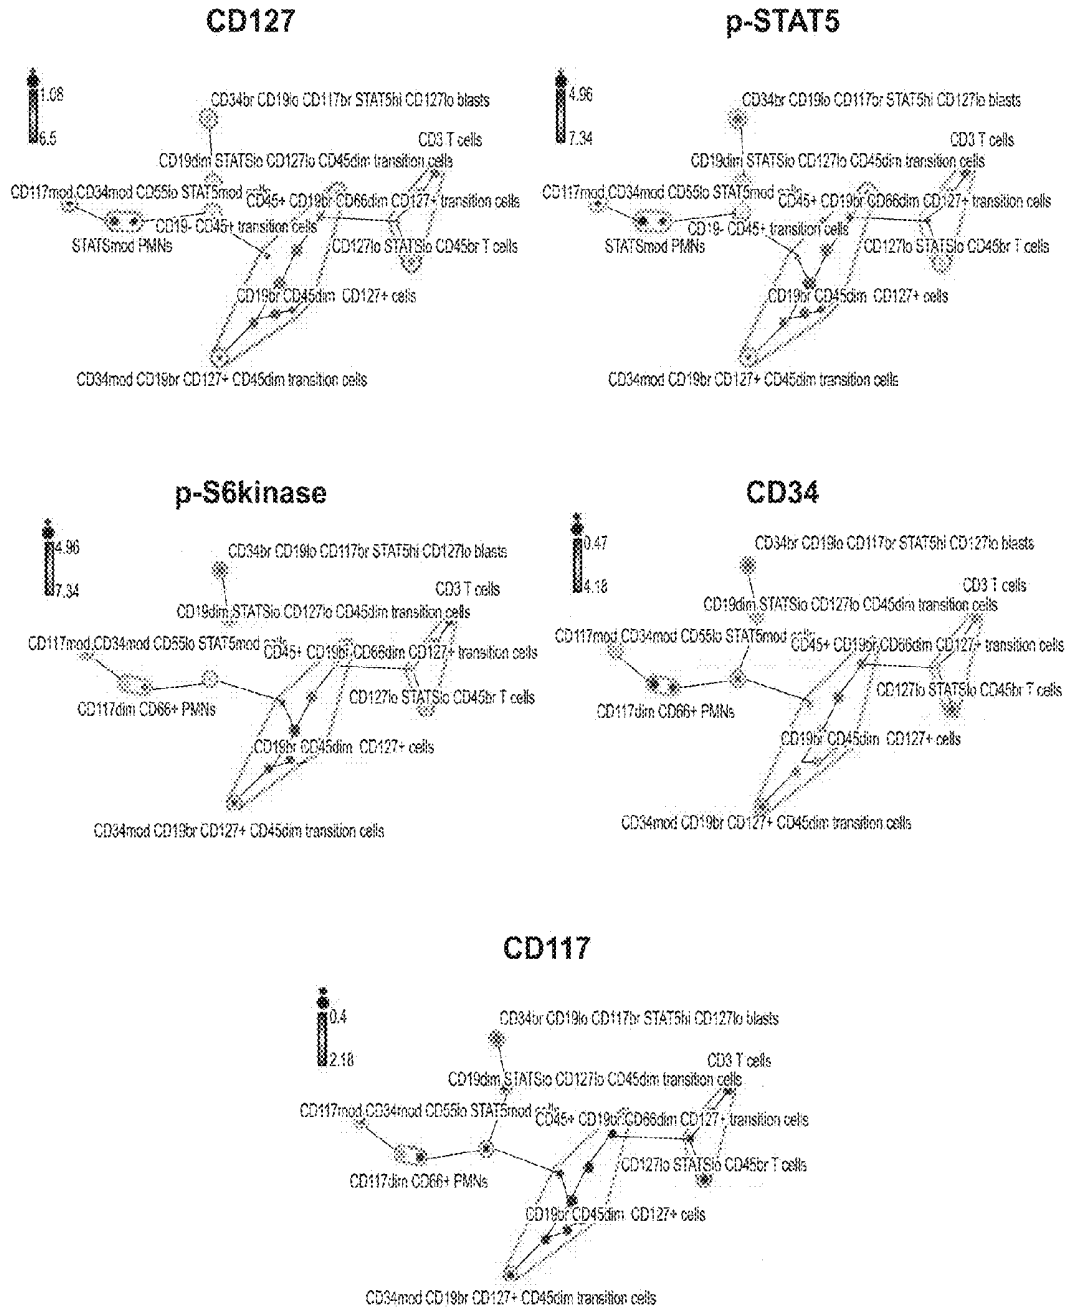 CD127
1.08
6.5
CD34br CD19lo CD117br STAT5hi CD127lo blasts
CD3 T cells
CD19dim STAT5lo CD127lo CD45dim transition cells
CD117mod CD34mod CD55lo STAT5mod cells
CD45+ CD19br CD66dim CD127+ transition cells
CD19- CD45+ transition cells
STAT5mod PMNs
CD127lo STAT5lo CD45br T cells
CD19br CD45dim CD127+ cells
CD34mod CD19br CD127+ CD45dim transition cells
p-STAT5
4.96
7.34
CD34br CD19lo CD117br STAT5hi CD127lo blasts
CD3 T cells
CD19dim STAT5lo CD127lo CD45dim transition cells
CD117mod CD34mod CD55lo STAT5mod cells
CD45+ CD19br CD66dim CD127+ transition cells
CD19- CD45+ transition cells
STAT5mod PMNs
CD127lo STAT5lo CD45br T cells
CD19br CD45dim CD127+ cells
CD34mod CD19br CD127+ CD45dim transition cells
p-S6kinase
4.96
7.34
CD34br CD19lo CD117br STAT5hi CD127lo blasts
CD3 T cells
CD19dim STAT5lo CD127lo CD45dim transition cells
CD117mod CD34mod CD55lo STAT5mod cells
CD45+ CD19br CD66dim CD127+ transition cells
CD127lo STAT5lo CD45br T cells
CD117dim CD66+ PMNs
CD19br CD45dim CD127+ cells
CD34mod CD19br CD127+ CD45dim transition cells
CD34
0.47
4.18
CD34br CD19lo CD117br STAT5hi CD127lo blasts
CD3 T cells
CD19dim STAT5lo CD127lo CD45dim transition cells
CD117mod CD34mod CD55lo STAT5mod cells
CD45+ CD19br CD66dim CD127+ transition cells
CD127lo STAT5lo CD45br T cells
CD117dim CD66+ PMNs
CD19br CD45dim CD127+ cells
CD34mod CD19br CD127+ CD45dim transition cells
CD117
0.4
2.18
CD34br CD19lo CD117br STAT5hi CD127lo blasts
CD3 T cells
CD19dim STAT5lo CD127lo CD45dim transition cells
CD117mod CD34mod CD55lo STAT5mod cells
CD45+ CD19br CD66dim CD127+ transition cells
CD127lo STAT5lo CD45br T cells
CD117dim CD66+ PMNs
CD19br CD45dim CD127+ cells
CD34mod CD19br CD127+ CD45dim transition cells